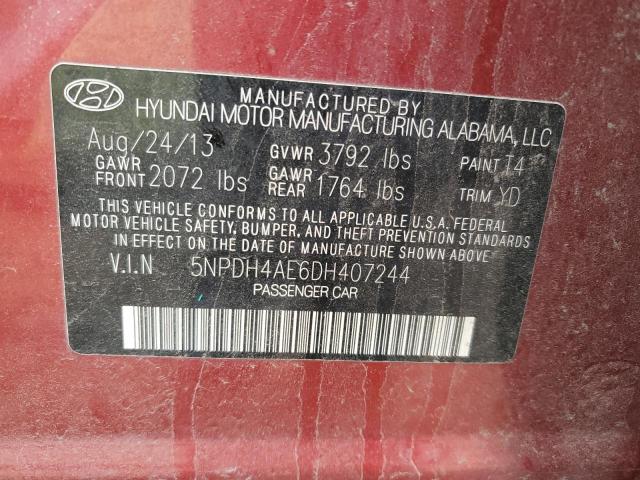 MANUFACTURED BY
HYUNDAI MOTOR MANUFACTURING ALABAMA, LLC
Aug/24/13 GVWR 3792 lbs PAINT T4
GAWR FRONT 2072 lbs GAWR REAR 1764 lbs TRIM YD
THIS VEHICLE CONFORMS TO ALL APPLICABLE U.S.A. FEDERAL
MOTOR VEHICLE SAFETY, BUMPER, AND THEFT PREVENTION
STANDARDS IN EFFECT ON THE DATE OF MANUFACTURE SHOWN ABOVE.
V.I.N 5NPDH4AE6DH407244
PASSENGER CAR